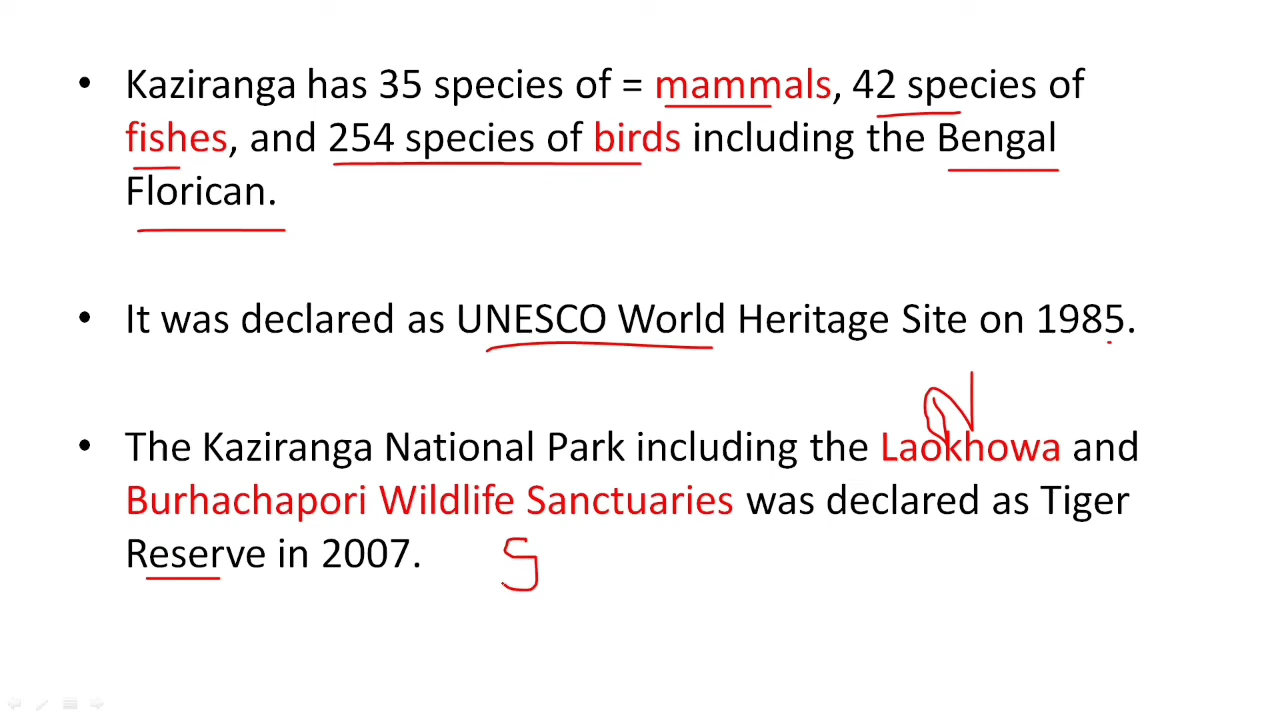 • Kaziranga has 35 species of = mammals, 42 species of
fishes, and 254 species of birds including the Bengal
Florican.
• It was declared as UNESCO World Heritage Site on 1985.
N
• The Kaziranga National Park including the Laokhowa and
Burhachapori Wildlife Sanctuaries was declared as Tiger
Reserve in 2007.
S